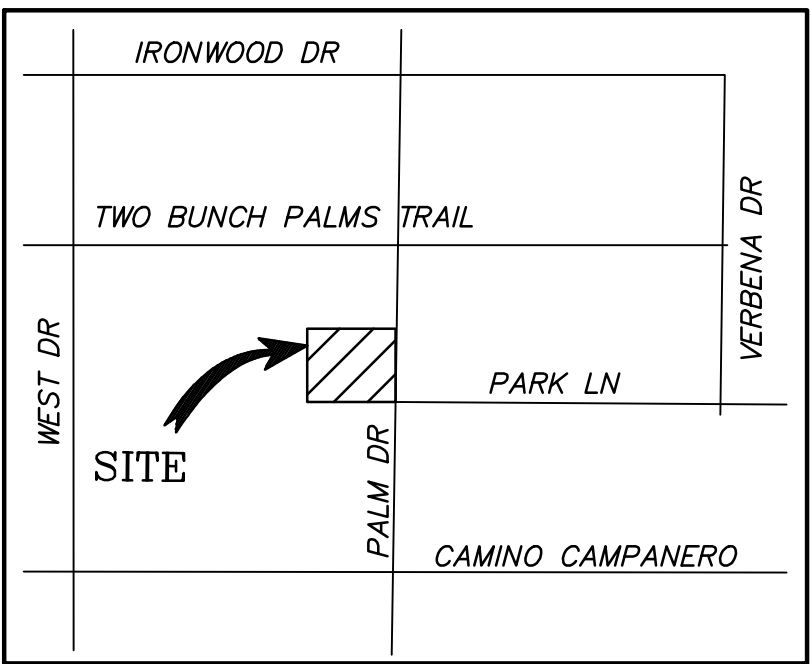 IRONWOOD DR
TWO BUNCH PALMS TRAIL
VERBENA DR
WEST DR
PARK LN
SITE
PALM DR
CAMINO CAMPANERO